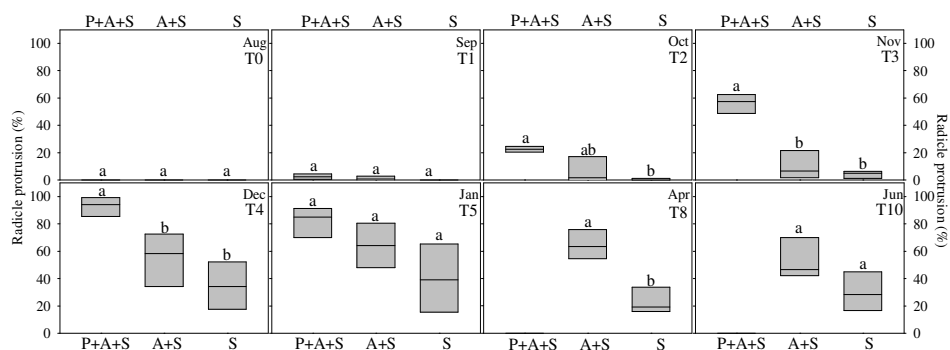 P+A+S A+S S P+A+S A+S S P+A+S A+S S P+A+S A+S S
100 Aug Sep Oct Nov 100
T0 T1 T2 T3
80 80
60 a 60
40 40
20 a ab b b b 20
0 a a a a a a 0
Radicle protrusion (%) Radicle protrusion (%)
100 a Dec Jan Apr Jun 100
T4 a T5 T8 T10
80 b a a a 80
60 b a 60
40 b a 40
20 20
0 0
P+A+S A+S S P+A+S A+S S P+A+S A+S S P+A+S A+S S